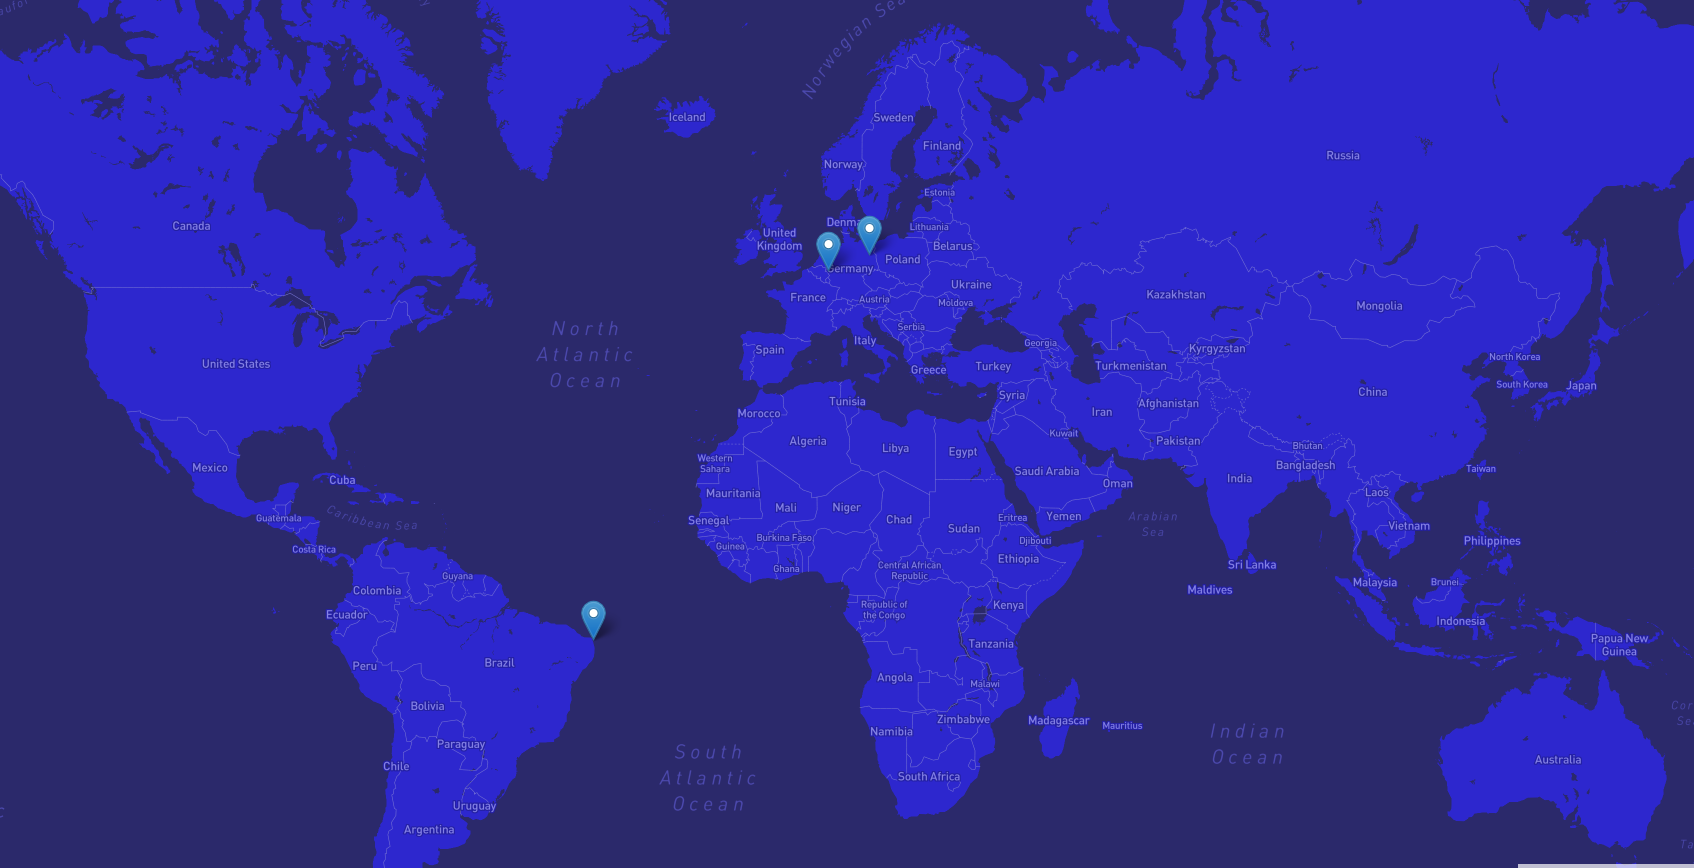 Norwegian Sea
Iceland
Sweden
Finland
Russia
Norway
Estonia
Canada
United
Kingdom
Lithuania
Belarus
Poland
Germany
Ukraine
Kazakhstan
France
Austria
Moldova
Mongolia
North
Atlantic
Ocean
Serbia
Italy
Georgia
Kyrgyzstan
Spain
North Korea
United States
Greece
Turkey
Turkmenistan
South Korea
Japan
China
Syria
Tunisia
Afghanistan
Morocco
Iran
Algeria
Kuwait
Pakistan
Libya
Egypt
Bhutan
Western
Sahara
Bangladesh
Mexico
Saudi Arabia
Taiwan
Cuba
India
Oman
Mauritania
Laos
Mali
Niger
Caribbean Sea
Guatemala
Senegal
Chad
Eritrea
Yemen
Arabian
Sea
Sudan
Vietnam
Burkina Faso
Djibouti
Philippines
Costa Rica
Guinea
Ethiopia
Ghana
Central African
Republic
Sri Lanka
Guyana
Malaysia
Brunei
Colombia
Maldives
Republic of
the Congo
Kenya
Ecuador
Indonesia
Tanzania
Papua New
Guinea
Peru
Brazil
Angola
Malawi
Bolivia
Zimbabwe
Madagascar
Mauritius
Namibia
Indian
Ocean
Paraguay
South
Atlantic
Ocean
Chile
South Africa
Australia
Uruguay
Argentina